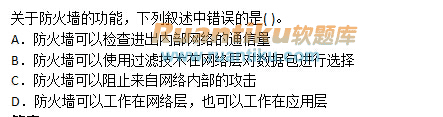 关于防火墙的功能，下列叙述中错误的是( )。
A．防火墙可以检查进出内部网络的通信量
B．防火墙可以使用过滤技术在网络层对数据包进行选择
C．防火墙可以阻止来自网络内部的攻击
D．防火墙可以工作在网络层，也可以工作在应用层